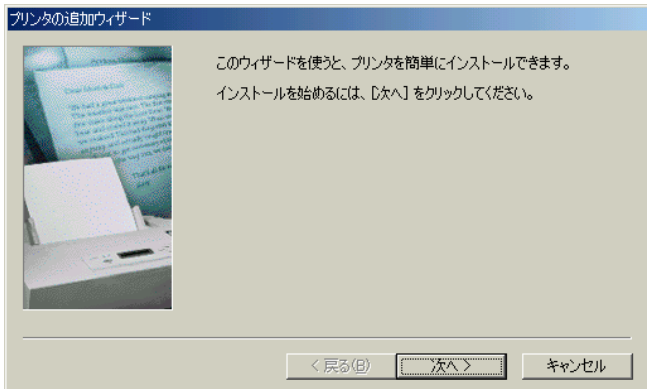 プリンタの追加ウィザード
このウィザードを使うと、プリンタを簡単にインストールできます。
インストールを始めるには、[次へ] をクリックしてください。
< 戻る(B)
次へ >
キャンセル